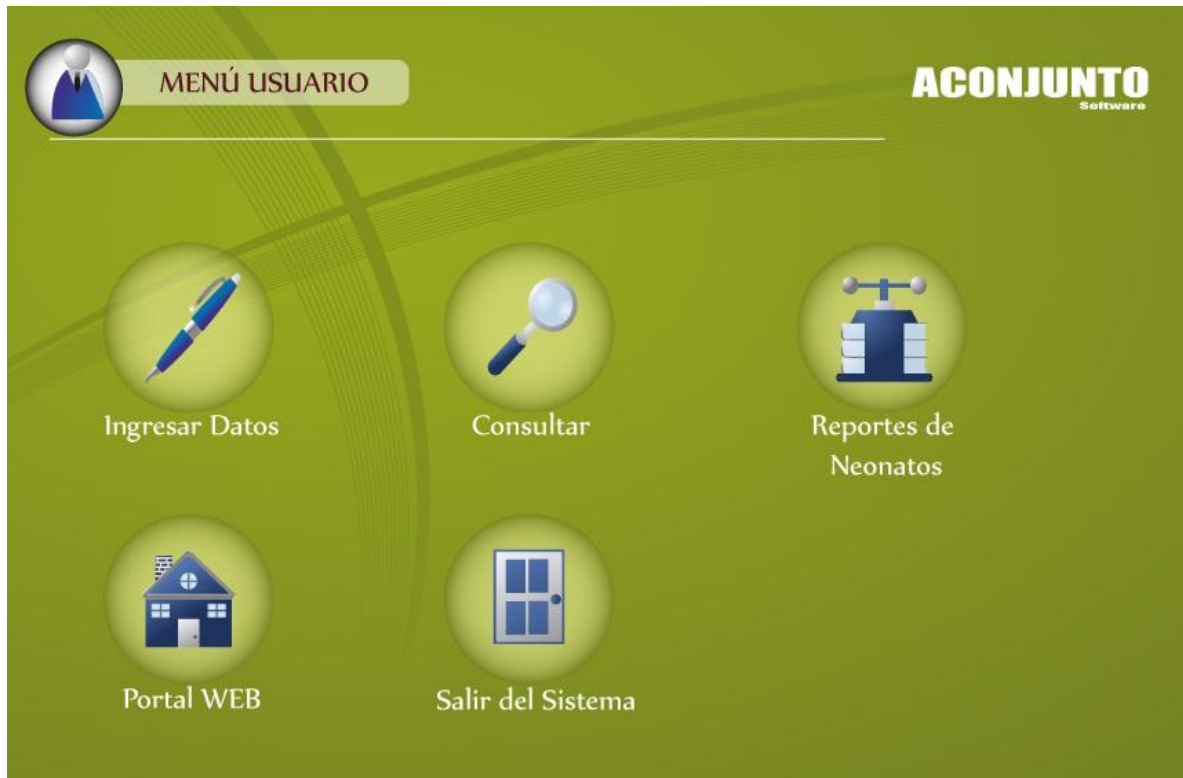 MENÚ USUARIO
ACONJUNTO
Software
Ingresar Datos
Consultar
Reportes de
Neonatos
Portal WEB
Salir del Sistema